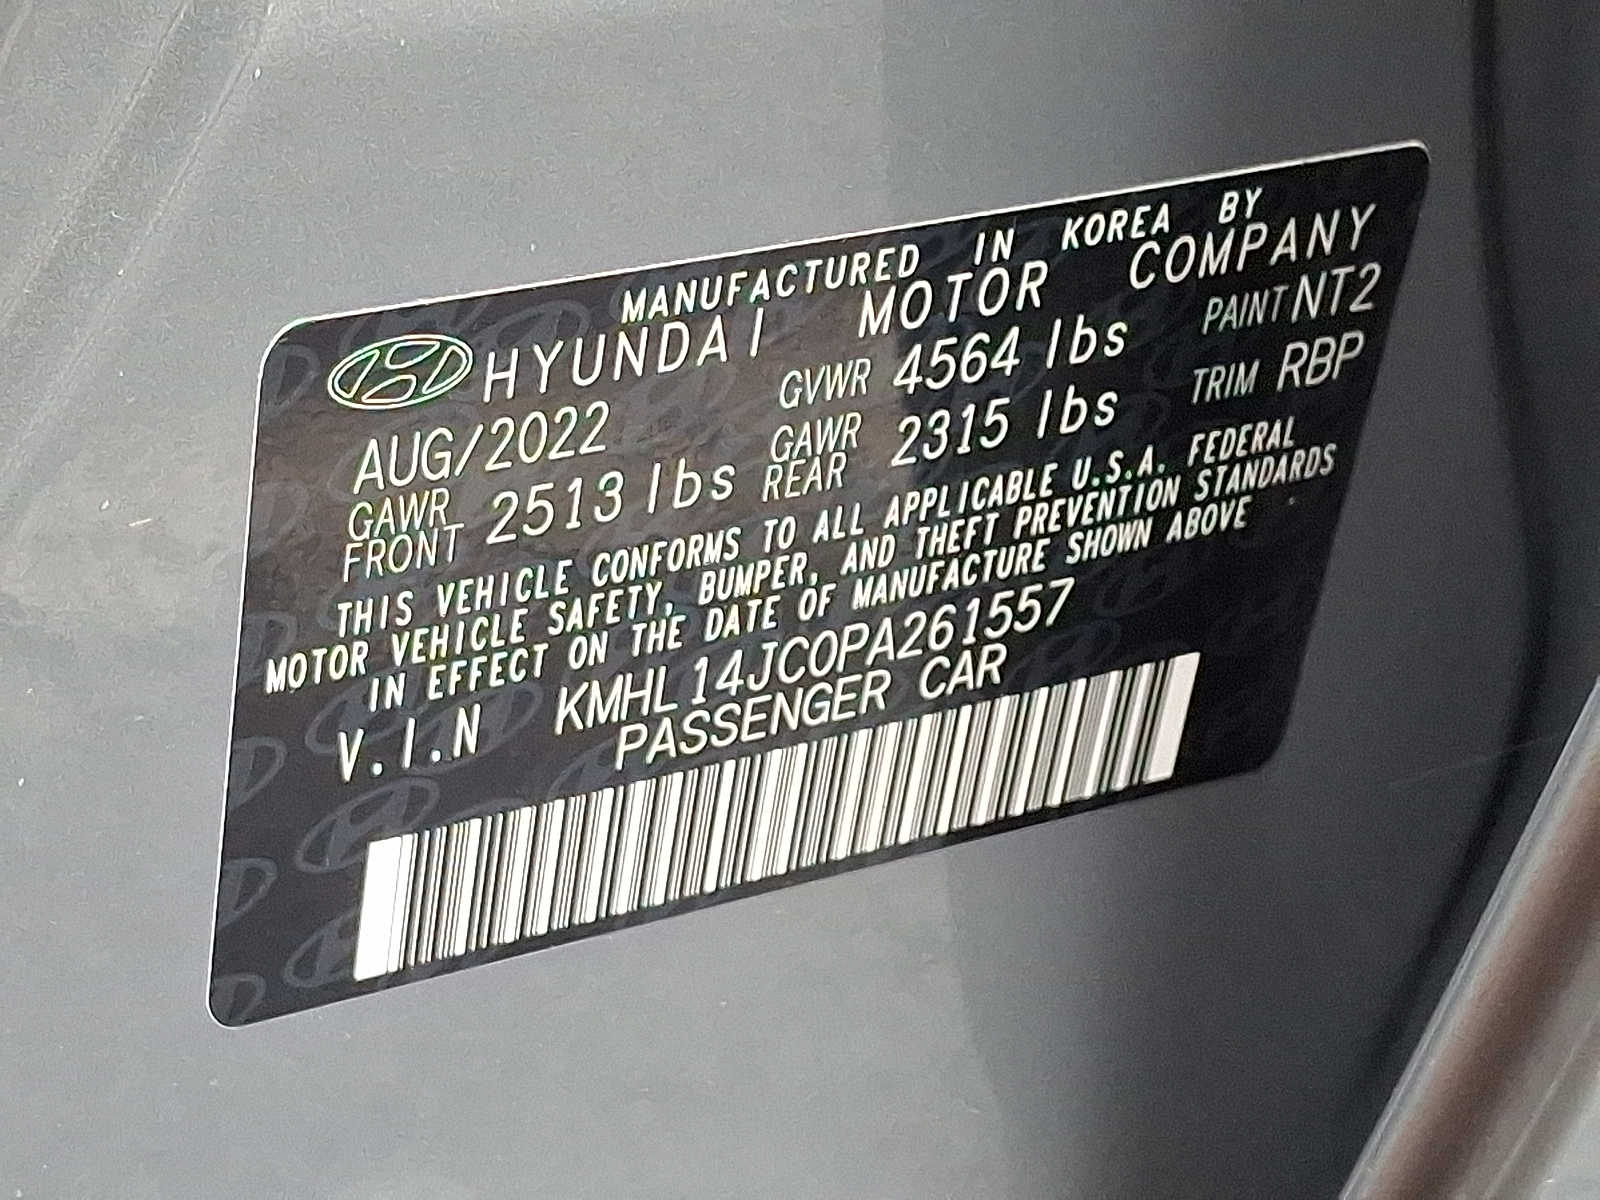 MANUFACTURED IN KOREA BY
HYUNDAI MOTOR COMPANY
AUG/2022 GVWR 4564 lbs PAINT NT2
GAWR FRONT 2513 lbs GAWR REAR 2315 lbs TRIM RBP
THIS VEHICLE CONFORMS TO ALL APPLICABLE U.S.A. FEDERAL
MOTOR VEHICLE SAFETY, BUMPER, AND THEFT PREVENTION STANDARDS
IN EFFECT ON THE DATE OF MANUFACTURE SHOWN ABOVE
V.I.N KMHL14JC0PA261557
PASSENGER CAR